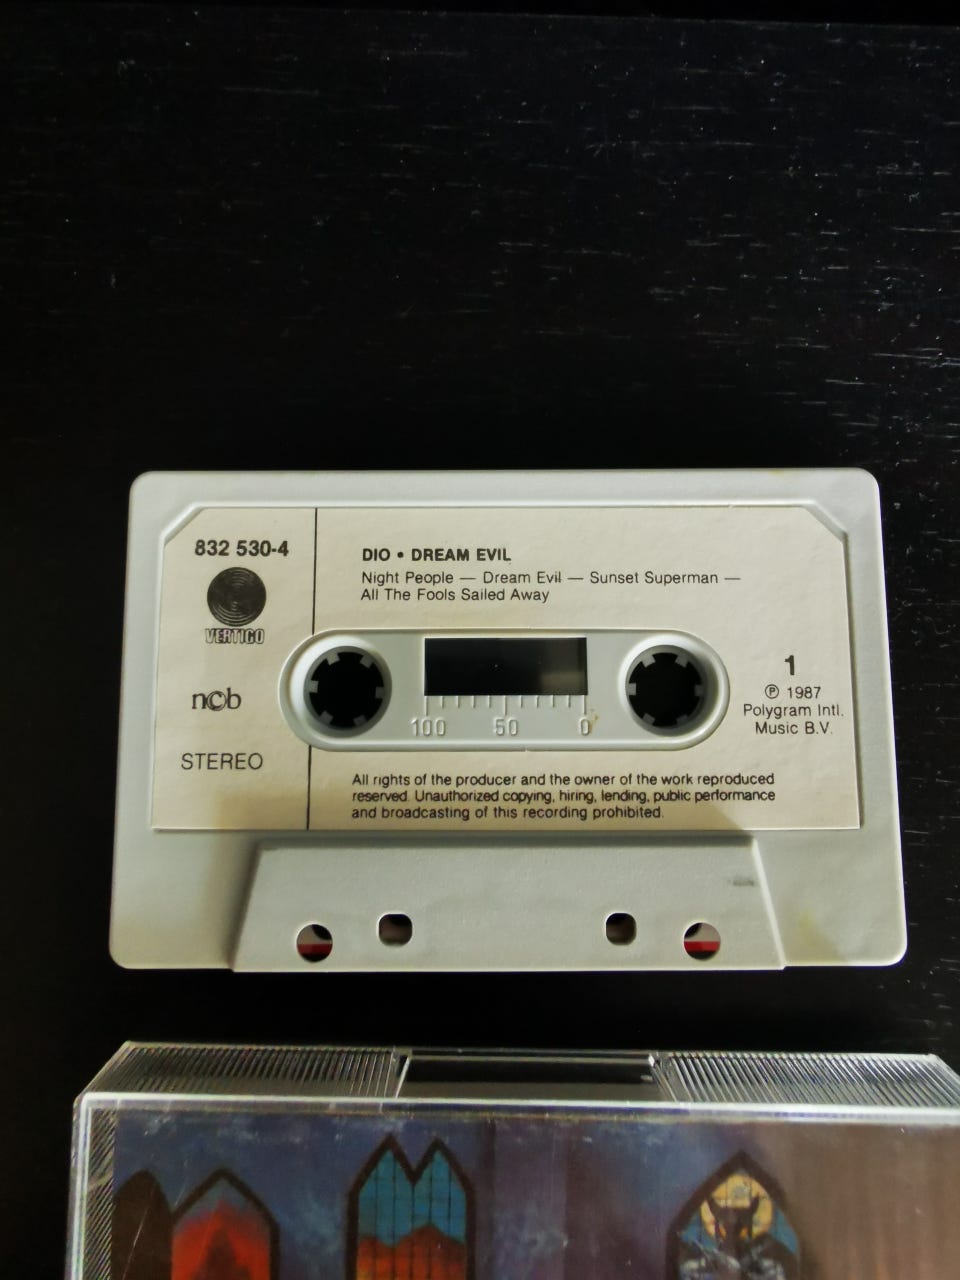 832 530-4
VERTIGO
ncb
STEREO
DIO • DREAM EVIL
Night People — Dream Evil — Sunset Superman —
All The Fools Sailed Away
100 50 0
1
℗ 1987
Polygram Intl.
Music B.V.
All rights of the producer and the owner of the work reproduced
reserved. Unauthorized copying, hiring, lending, public performance
and broadcasting of this recording prohibited.